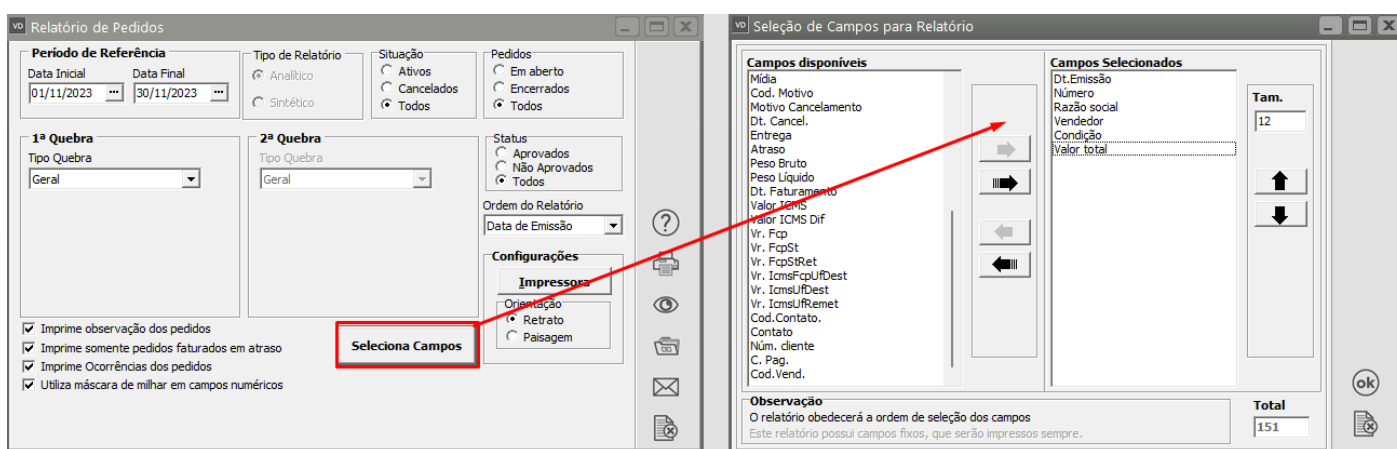 VD Relatório de Pedidos
Período de Referência
Data Inicial Data Final
01/11/2023 ... 30/11/2023 ...
Tipo de Relatório
Analítico
Sintético
Situação
Ativos
Cancelados
Todos
Pedidos
Em aberto
Encerrados
Todos
1ª Quebra
Tipo Quebra
Geral
2ª Quebra
Tipo Quebra
Geral
Status
Aprovados
Não Aprovados
Todos
Ordem do Relatório
Data de Emissão
Configurações
Impressora
Orientação
Retrato
Paisagem
Imprime observação dos pedidos
Imprime somente pedidos faturados em atraso
Imprime Ocorrências dos pedidos
Utiliza máscara de milhar em campos numéricos
Seleciona Campos
VD Seleção de Campos para Relatório
Campos disponíveis
Mídia
Cod. Motivo
Motivo Cancelamento
Dt. Cancel.
Entrega
Atraso
Peso Bruto
Peso Líquido
Dt. Faturamento
Valor ICMS
Valor ICMS Dif
Vr. Fcp
Vr. FcpSt
Vr. FcpStRet
Vr. IcmsFcpUfDest
Vr. IcmsUfDest
Vr. IcmsUfRemet
Cod.Contato.
Contato
Núm. cliente
C. Pag.
Cod.Vend.
Campos Selecionados
Dt.Emissão
Número
Razão social
Vendedor
Condição
Valor total
Tam.
12
Observação
O relatório obedecerá a ordem de seleção dos campos
Este relatório possui campos fixos, que serão impressos sempre.
Total
151
ok